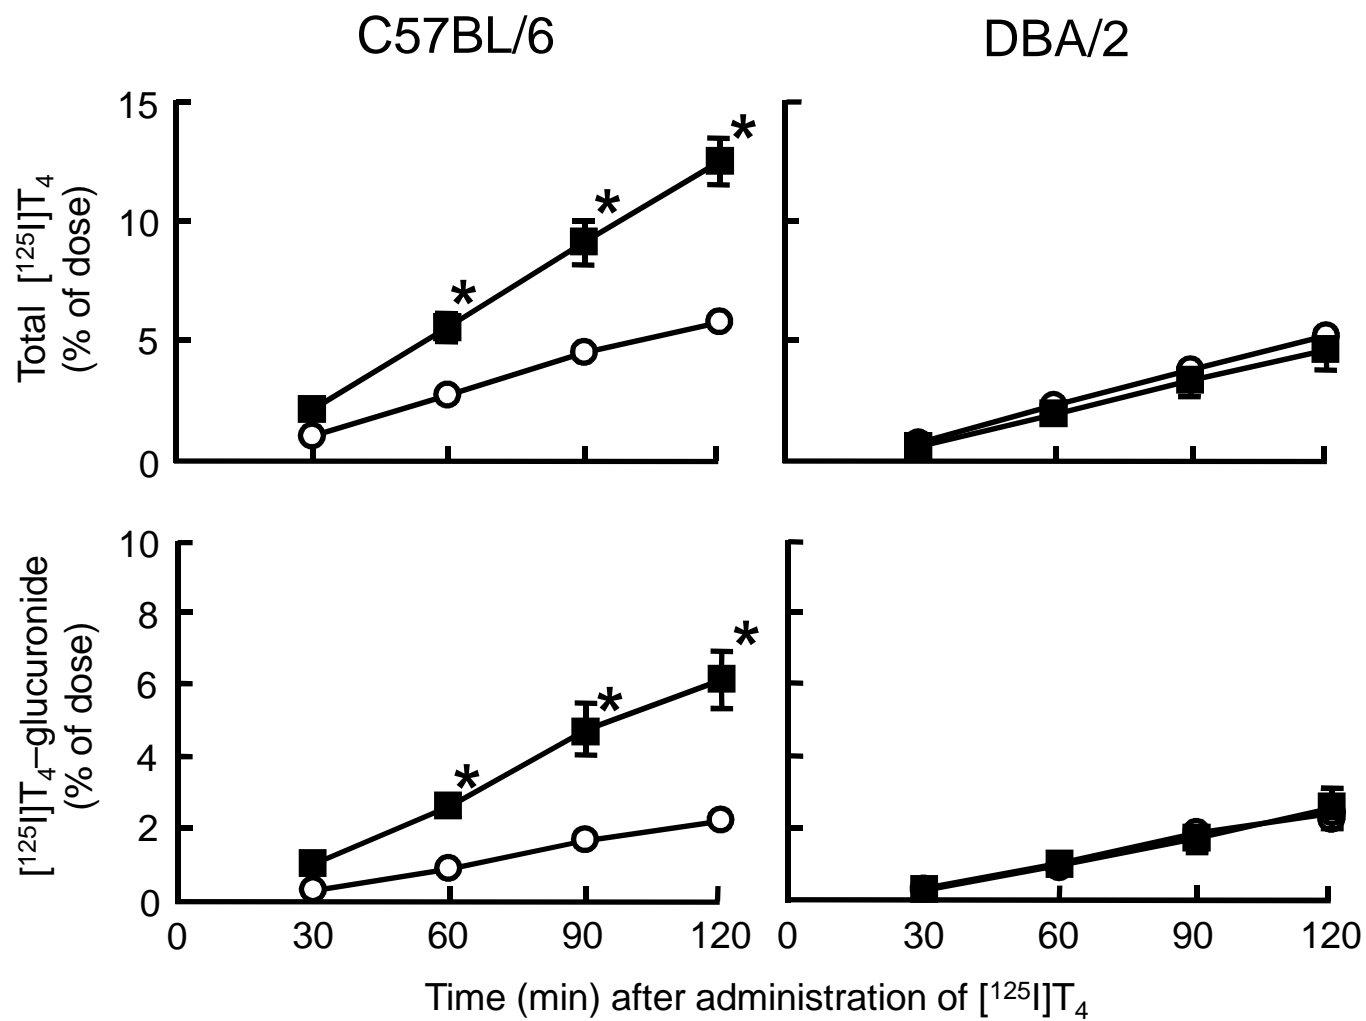 C57BL/6 DBA/2
15
10
5
0
Total [¹²⁵I]T₄
(% of dose)
*
*
*
10
8
6
4
2
0
[¹²⁵I]T₄–glucuronide
(% of dose)
*
*
*
0 30 60 90 120 0 30 60 90 120
Time (min) after administration of [¹²⁵I]T₄